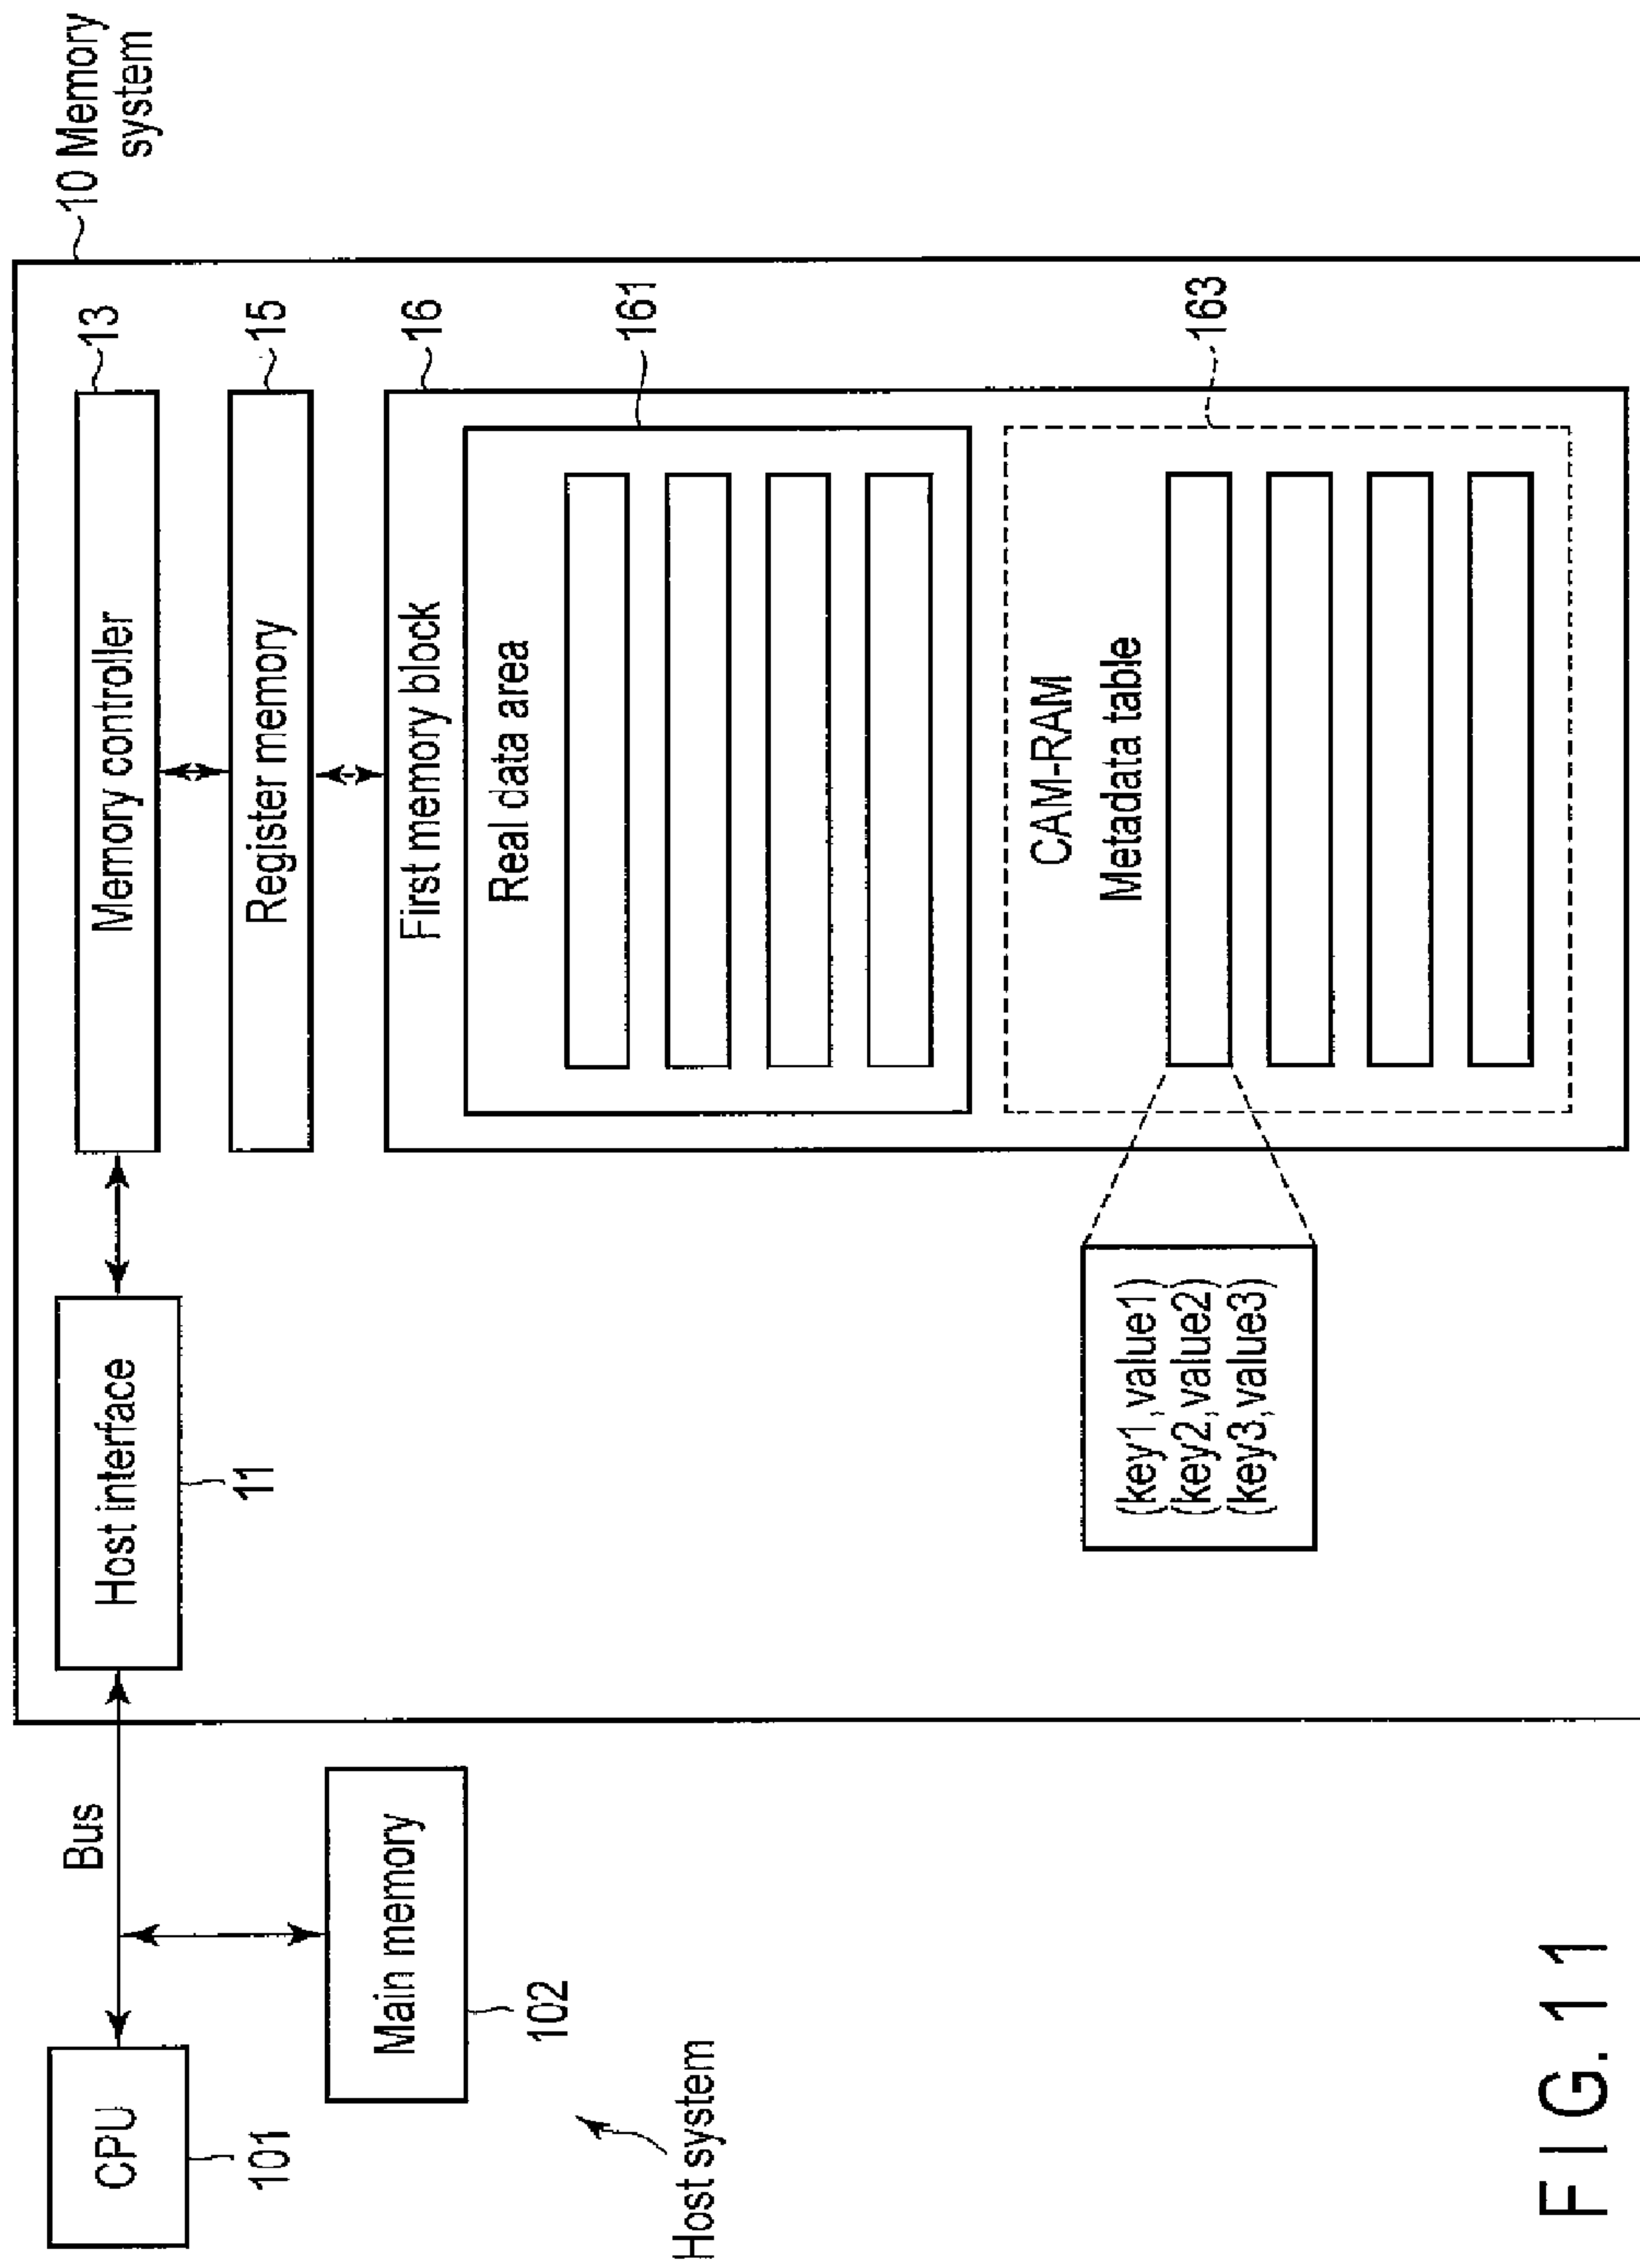 10 Memory
system
CPU
101
Bus
Main memory
102
Host system
Host interface
11
Memory controller
13
Register memory
15
First memory block
16
Real data area
161
CAM-RAM
Metadata table
163
(key1,value1)
(key2,value2)
(key3,value3)
FIG. 11